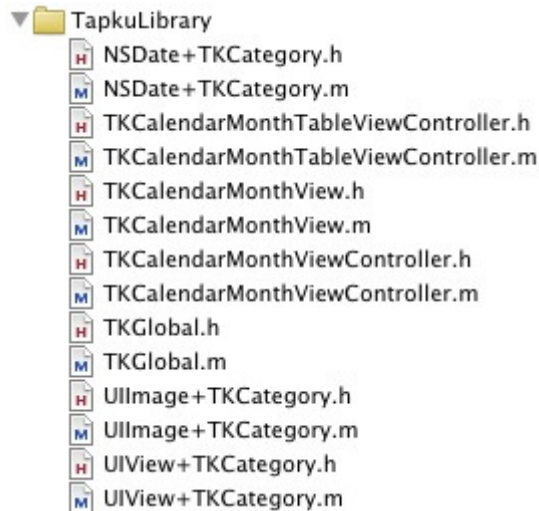 TapkuLibrary
H NSDate+TKCategory.h
M NSDate+TKCategory.m
H TKCalendarMonthTableViewController.h
M TKCalendarMonthTableViewController.m
H TKCalendarMonthView.h
M TKCalendarMonthView.m
H TKCalendarMonthViewController.h
M TKCalendarMonthViewController.m
H TKGlobal.h
M TKGlobal.m
H UIImage+TKCategory.h
M UIImage+TKCategory.m
H UIView+TKCategory.h
M UIView+TKCategory.m